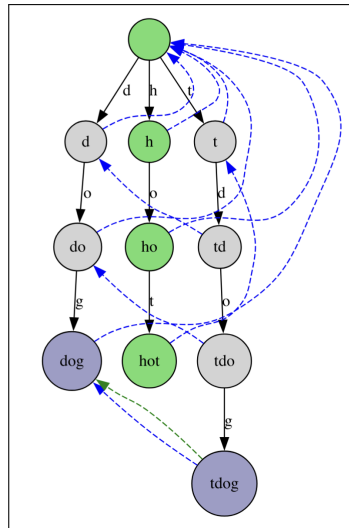 d h t
d h t
o o d
do ho td
g t o
dog hot tdo
g
tdog